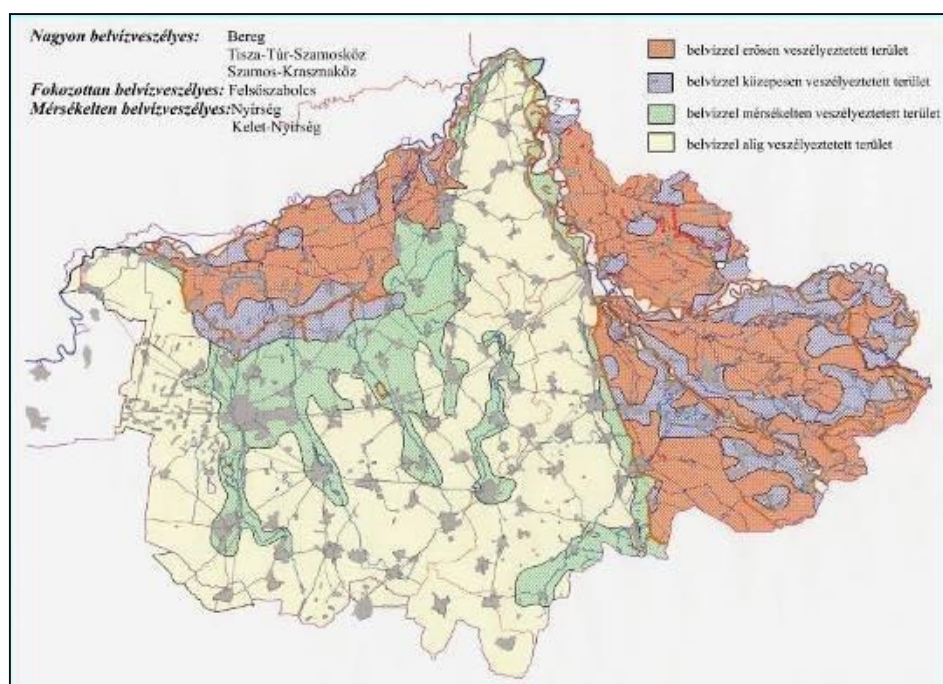 Nagyon belvízveszélyes: Bereg
Tisza-Túr-Szamosköz
Szamos-Krasznaköz
Fokozottan belvízveszélyes: Felsőszabolcs
Mérsékelten belvízveszélyes:Nyírség
Kelet-Nyírség
belvízzel erősen veszélyeztetett terület
belvízzel közepesen veszélyeztetett terület
belvízzel mérsékelten veszélyeztetett terület
belvízzel alig veszélyeztetett terület